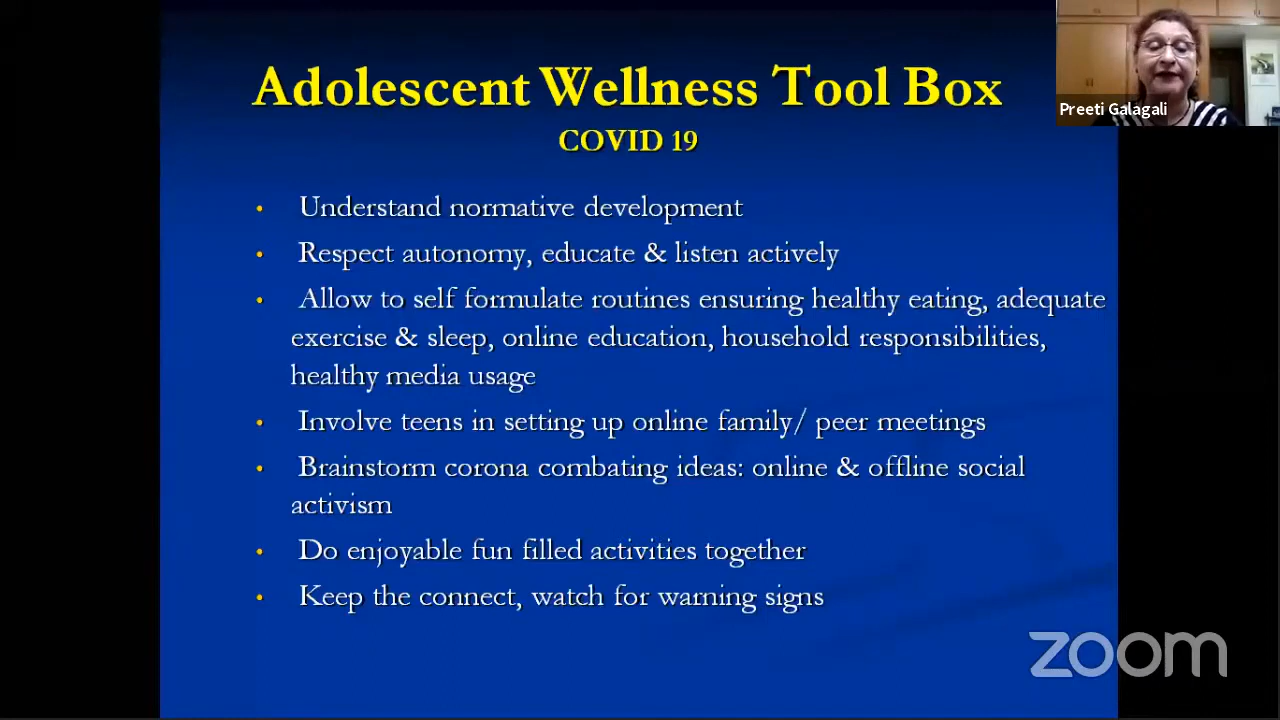 Adolescent Wellness Tool Box
COVID 19
Preeti Galagali
• Understand normative development
• Respect autonomy, educate & listen actively
• Allow to self formulate routines ensuring healthy eating, adequate
exercise & sleep, online education, household responsibilities,
healthy media usage
• Involve teens in setting up online family/ peer meetings
• Brainstorm corona combating ideas: online & offline social
activism
• Do enjoyable fun filled activities together
• Keep the connect, watch for warning signs
zoom